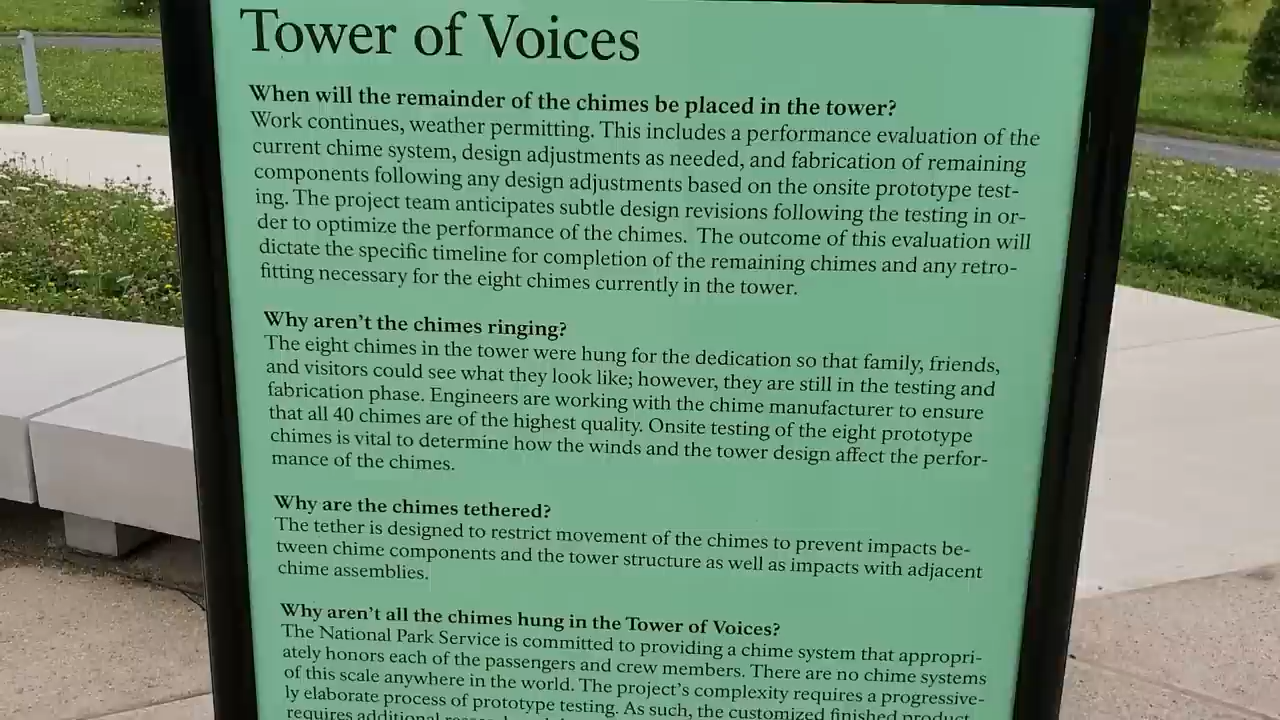 Tower of Voices
When will the remainder of the chimes be placed in the tower?
Work continues, weather permitting. This includes a performance evaluation of the
current chime system, design adjustments as needed, and fabrication of remaining
components following any design adjustments based on the onsite prototype test-
ing. The project team anticipates subtle design revisions following the testing in or-
der to optimize the performance of the chimes. The outcome of this evaluation will
dictate the specific timeline for completion of the remaining chimes and any retro-
fitting necessary for the eight chimes currently in the tower.
Why aren't the chimes ringing?
The eight chimes in the tower were hung for the dedication so that family, friends,
and visitors could see what they look like; however, they are still in the testing and
fabrication phase. Engineers are working with the chime manufacturer to ensure
that all 40 chimes are of the highest quality. Onsite testing of the eight prototype
chimes is vital to determine how the winds and the tower design affect the perfor-
mance of the chimes.
Why are the chimes tethered?
The tether is designed to restrict movement of the chimes to prevent impacts be-
tween chime components and the tower structure as well as impacts with adjacent
chime assemblies.
Why aren't all the chimes hung in the Tower of Voices?
The National Park Service is committed to providing a chime system that appropri-
ately honors each of the passengers and crew members. There are no chime systems
of this scale anywhere in the world. The project's complexity requires a progressive-
ly elaborate process of prototype testing. As such, the customized finished product
requires additional